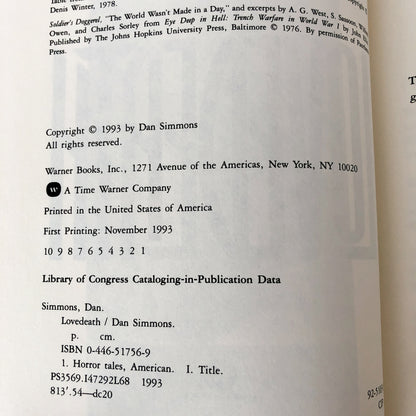 Denis Winter, 1978.
Soldier's Doggerel, "The World Wasn't Made in a Day," and excerpts by A. G. West, S. Sassoon,
Owen, and Charles Sorley from Eye Deep in Hell: Trench Warfare in World War I by John
Published by The Johns Hopkins University Press, Baltimore © 1976. By permission of
Copyright © 1993 by Dan Simmons
All rights reserved.
Warner Books, Inc., 1271 Avenue of the Americas, New York, NY 10020
W A Time Warner Company
Printed in the United States of America
First Printing: November 1993
10 9 8 7 6 5 4 3 2 1
Library of Congress Cataloging-in-Publication Data
Simmons, Dan.
Lovedeath / Dan Simmons.
p. cm.
ISBN 0-446-51756-9
1. Horror tales, American. I. Title.
PS3569.I47292L68 1993
813'.54—dc20